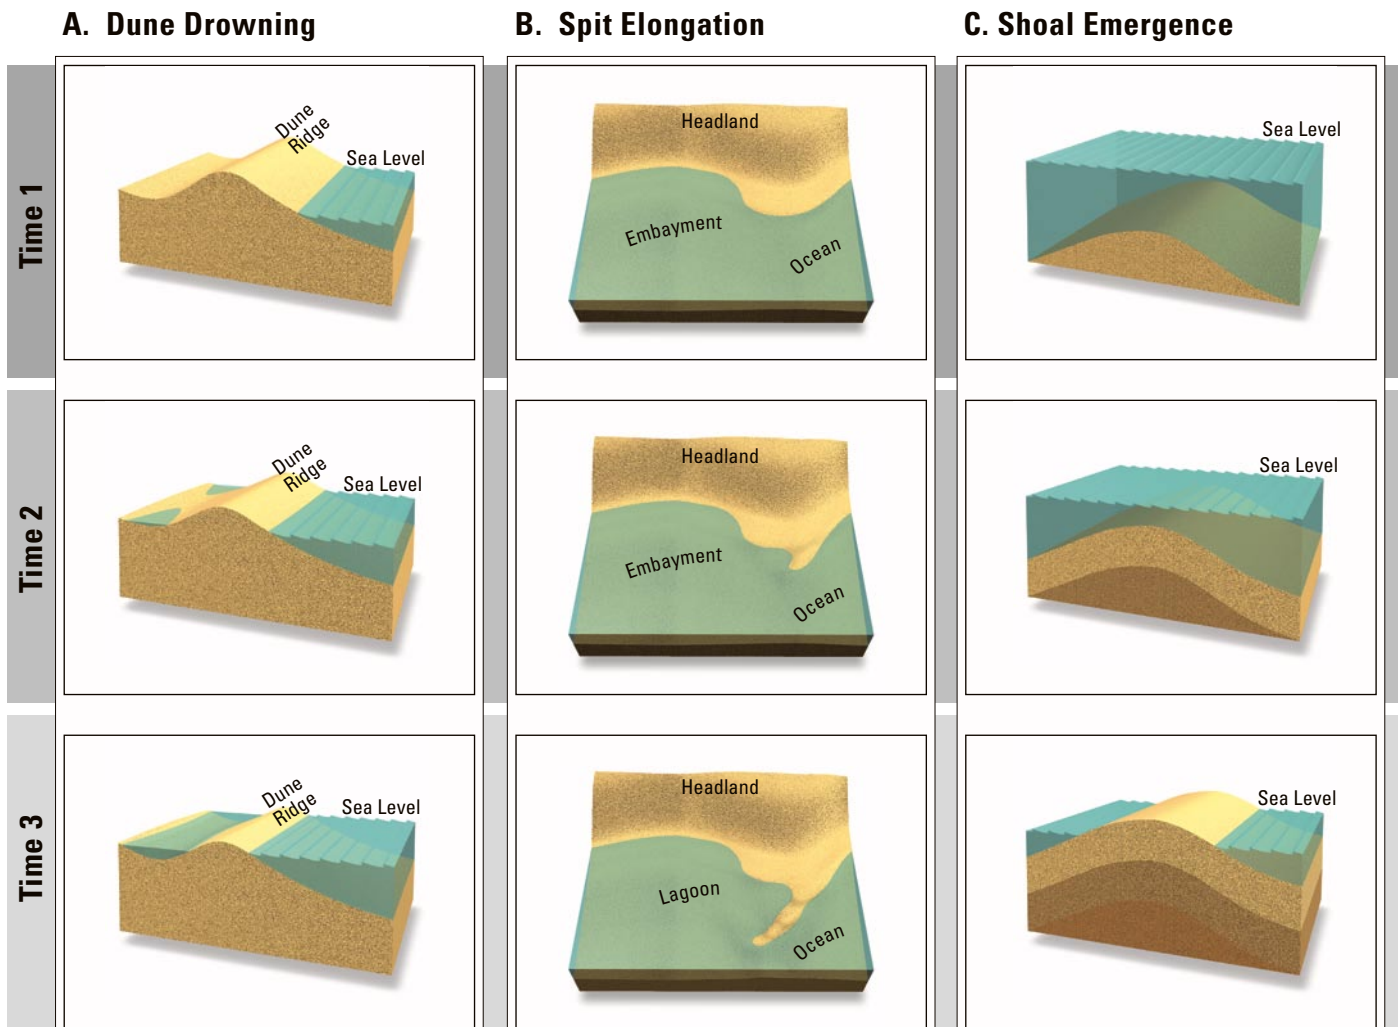 A. Dune Drowning
B. Spit Elongation
C. Shoal Emergence
Time 1
Dune
Ridge
Sea Level
Headland
Embayment
Ocean
Sea Level
Time 2
Dune
Ridge
Sea Level
Headland
Embayment
Ocean
Sea Level
Time 3
Dune
Ridge
Sea Level
Headland
Lagoon
Ocean
Sea Level